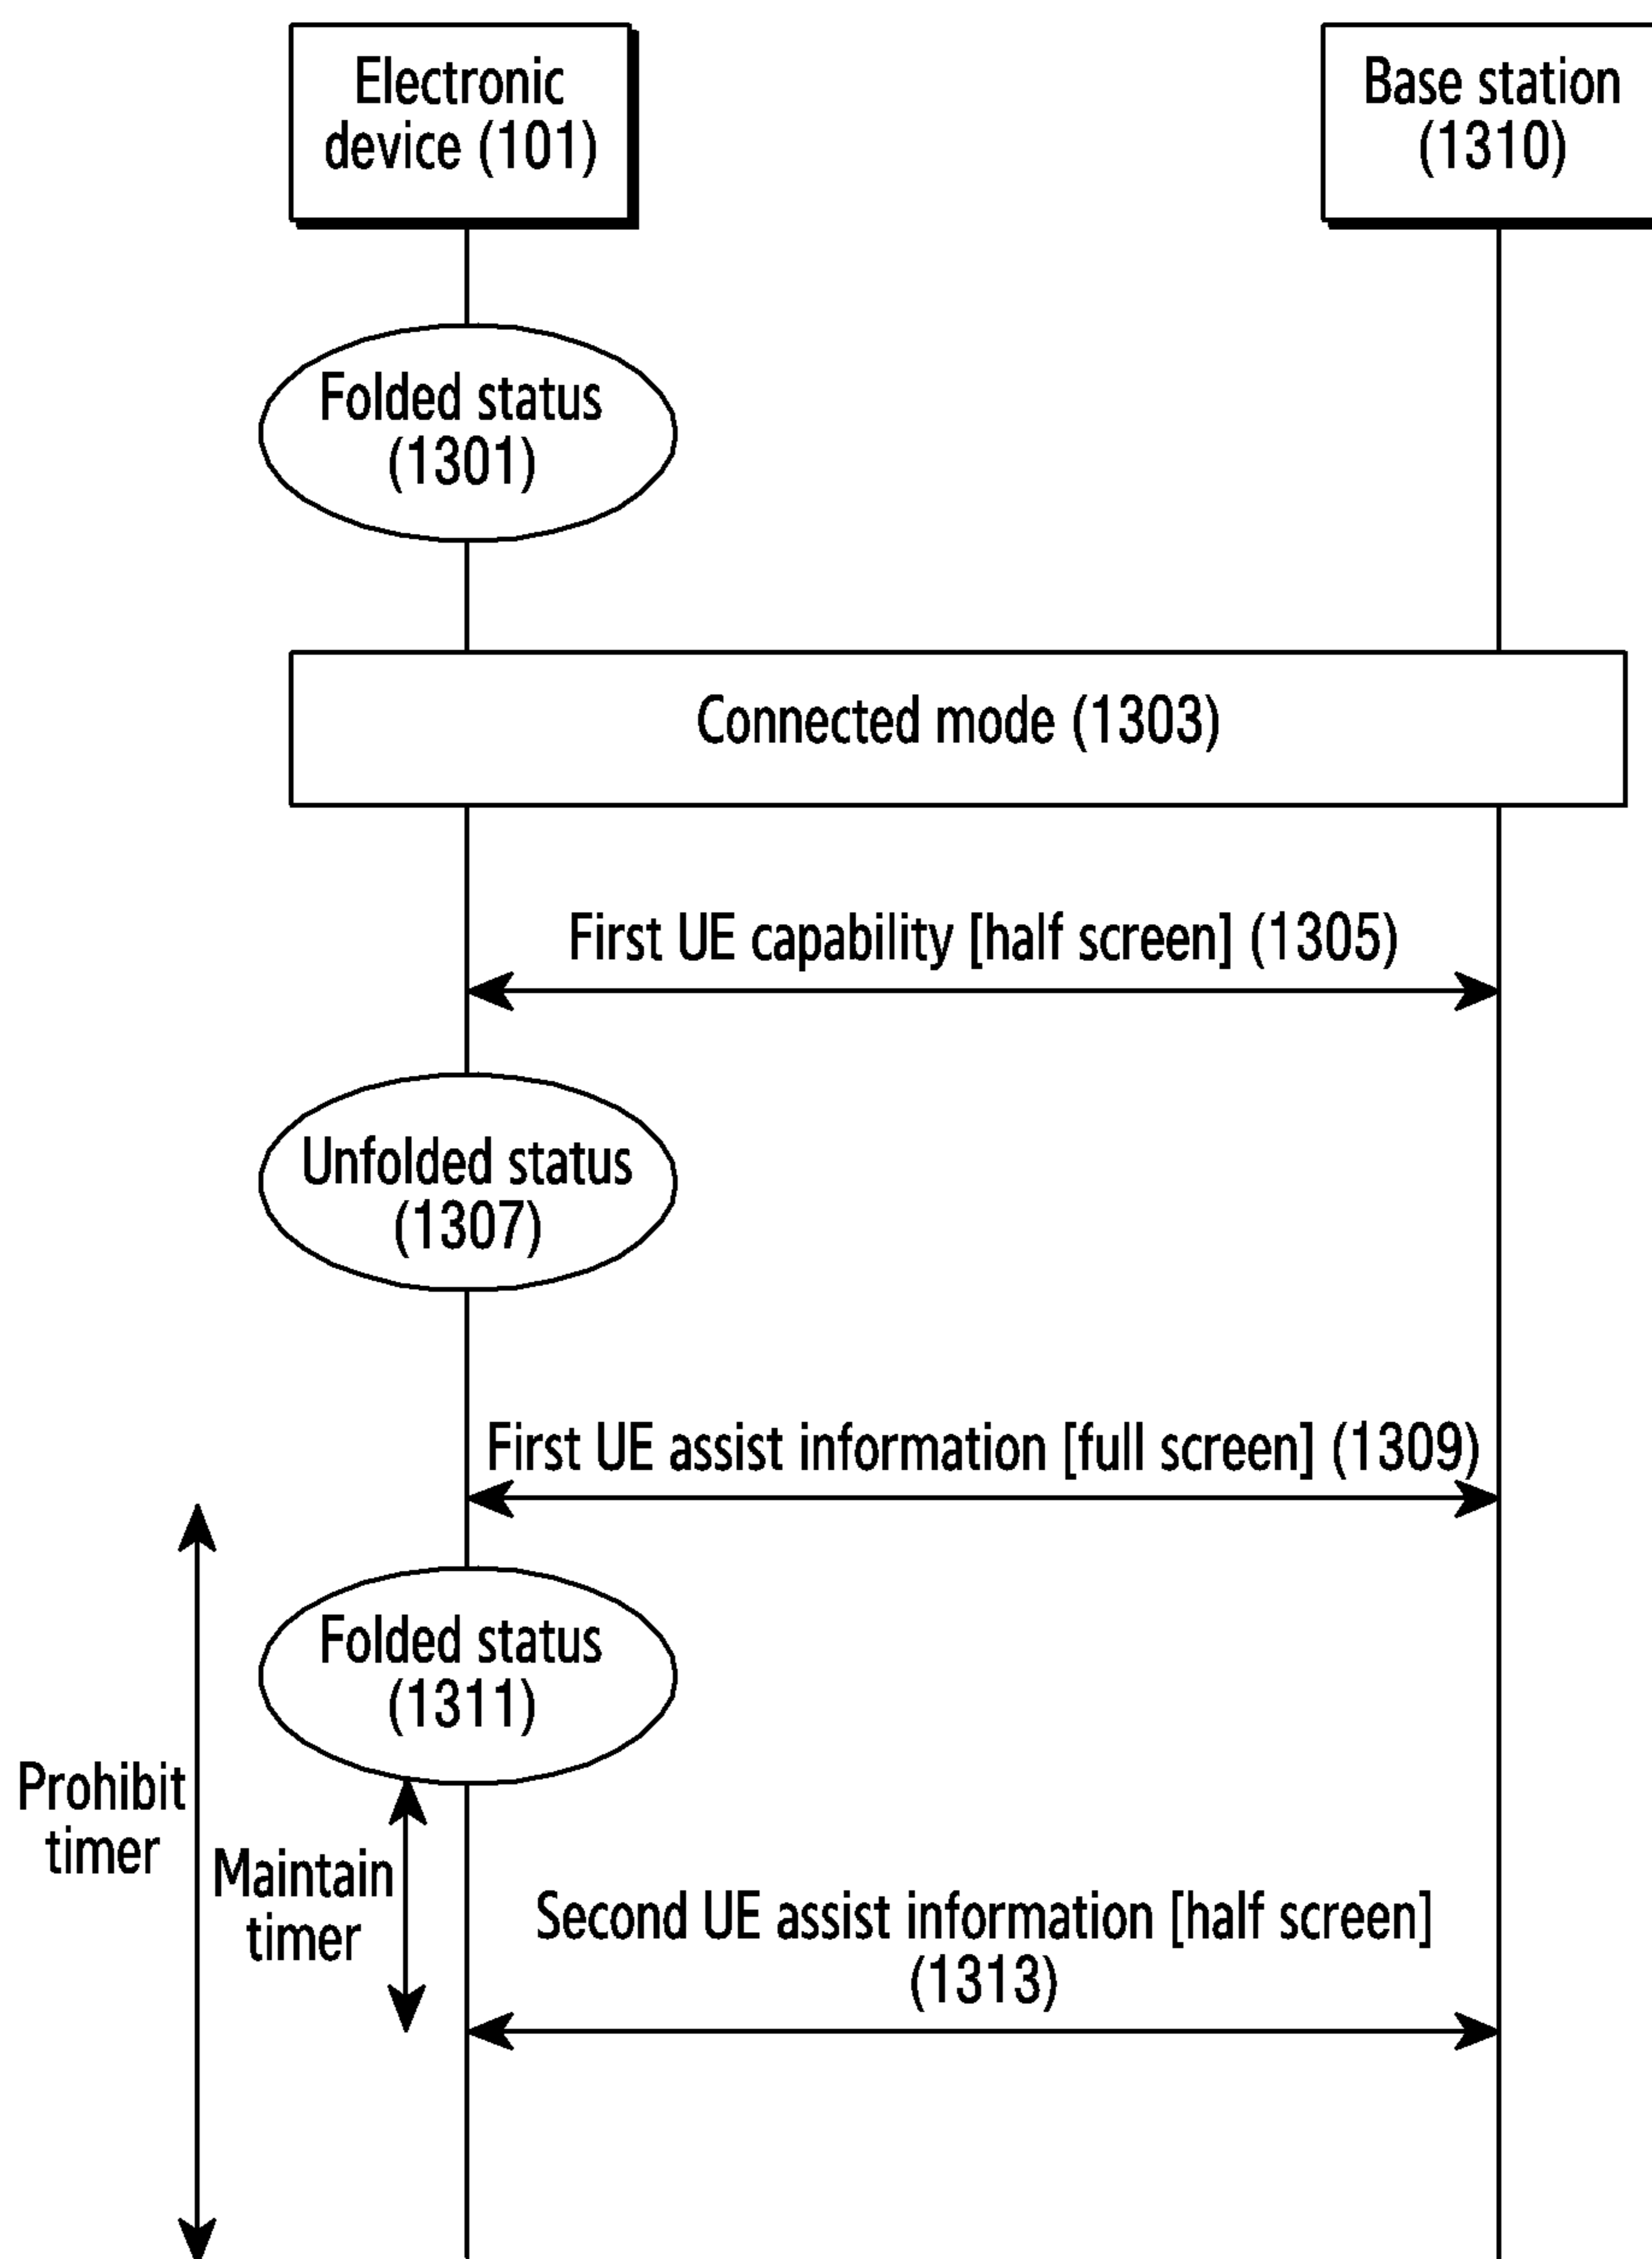 Electronic
device (101)
Base station
(1310)
Folded status
(1301)
Connected mode (1303)
First UE capability [half screen] (1305)
Unfolded status
(1307)
First UE assist information [full screen] (1309)
Folded status
(1311)
Prohibit
timer
Maintain
timer
Second UE assist information [half screen]
(1313)